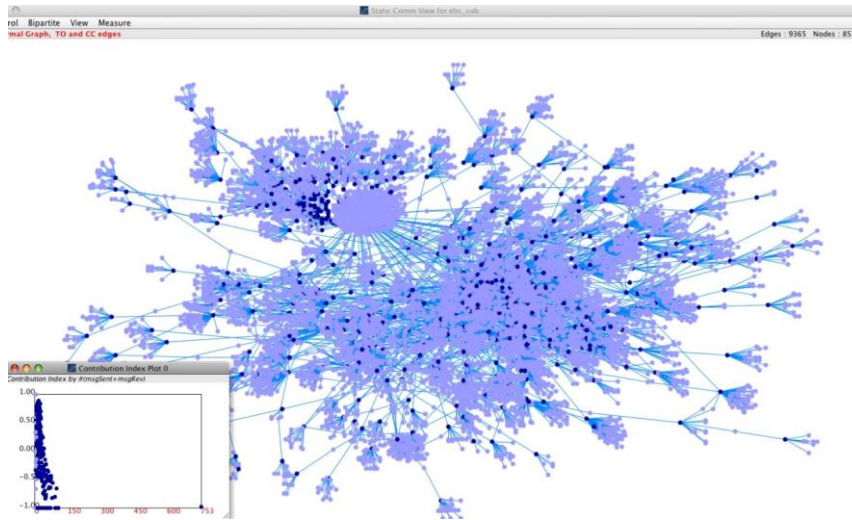 Static Comm View for ebs_sub
rol Bipartite View Measure
rmal Graph, TO and CC edges
Edges : 9365 Nodes : 85
Contribution Index Plot 0
Contribution Index by #(msgSent+msgRev)
1.00
0.50
0.00
-0.50
-1.00
0 150 300 450 600 753